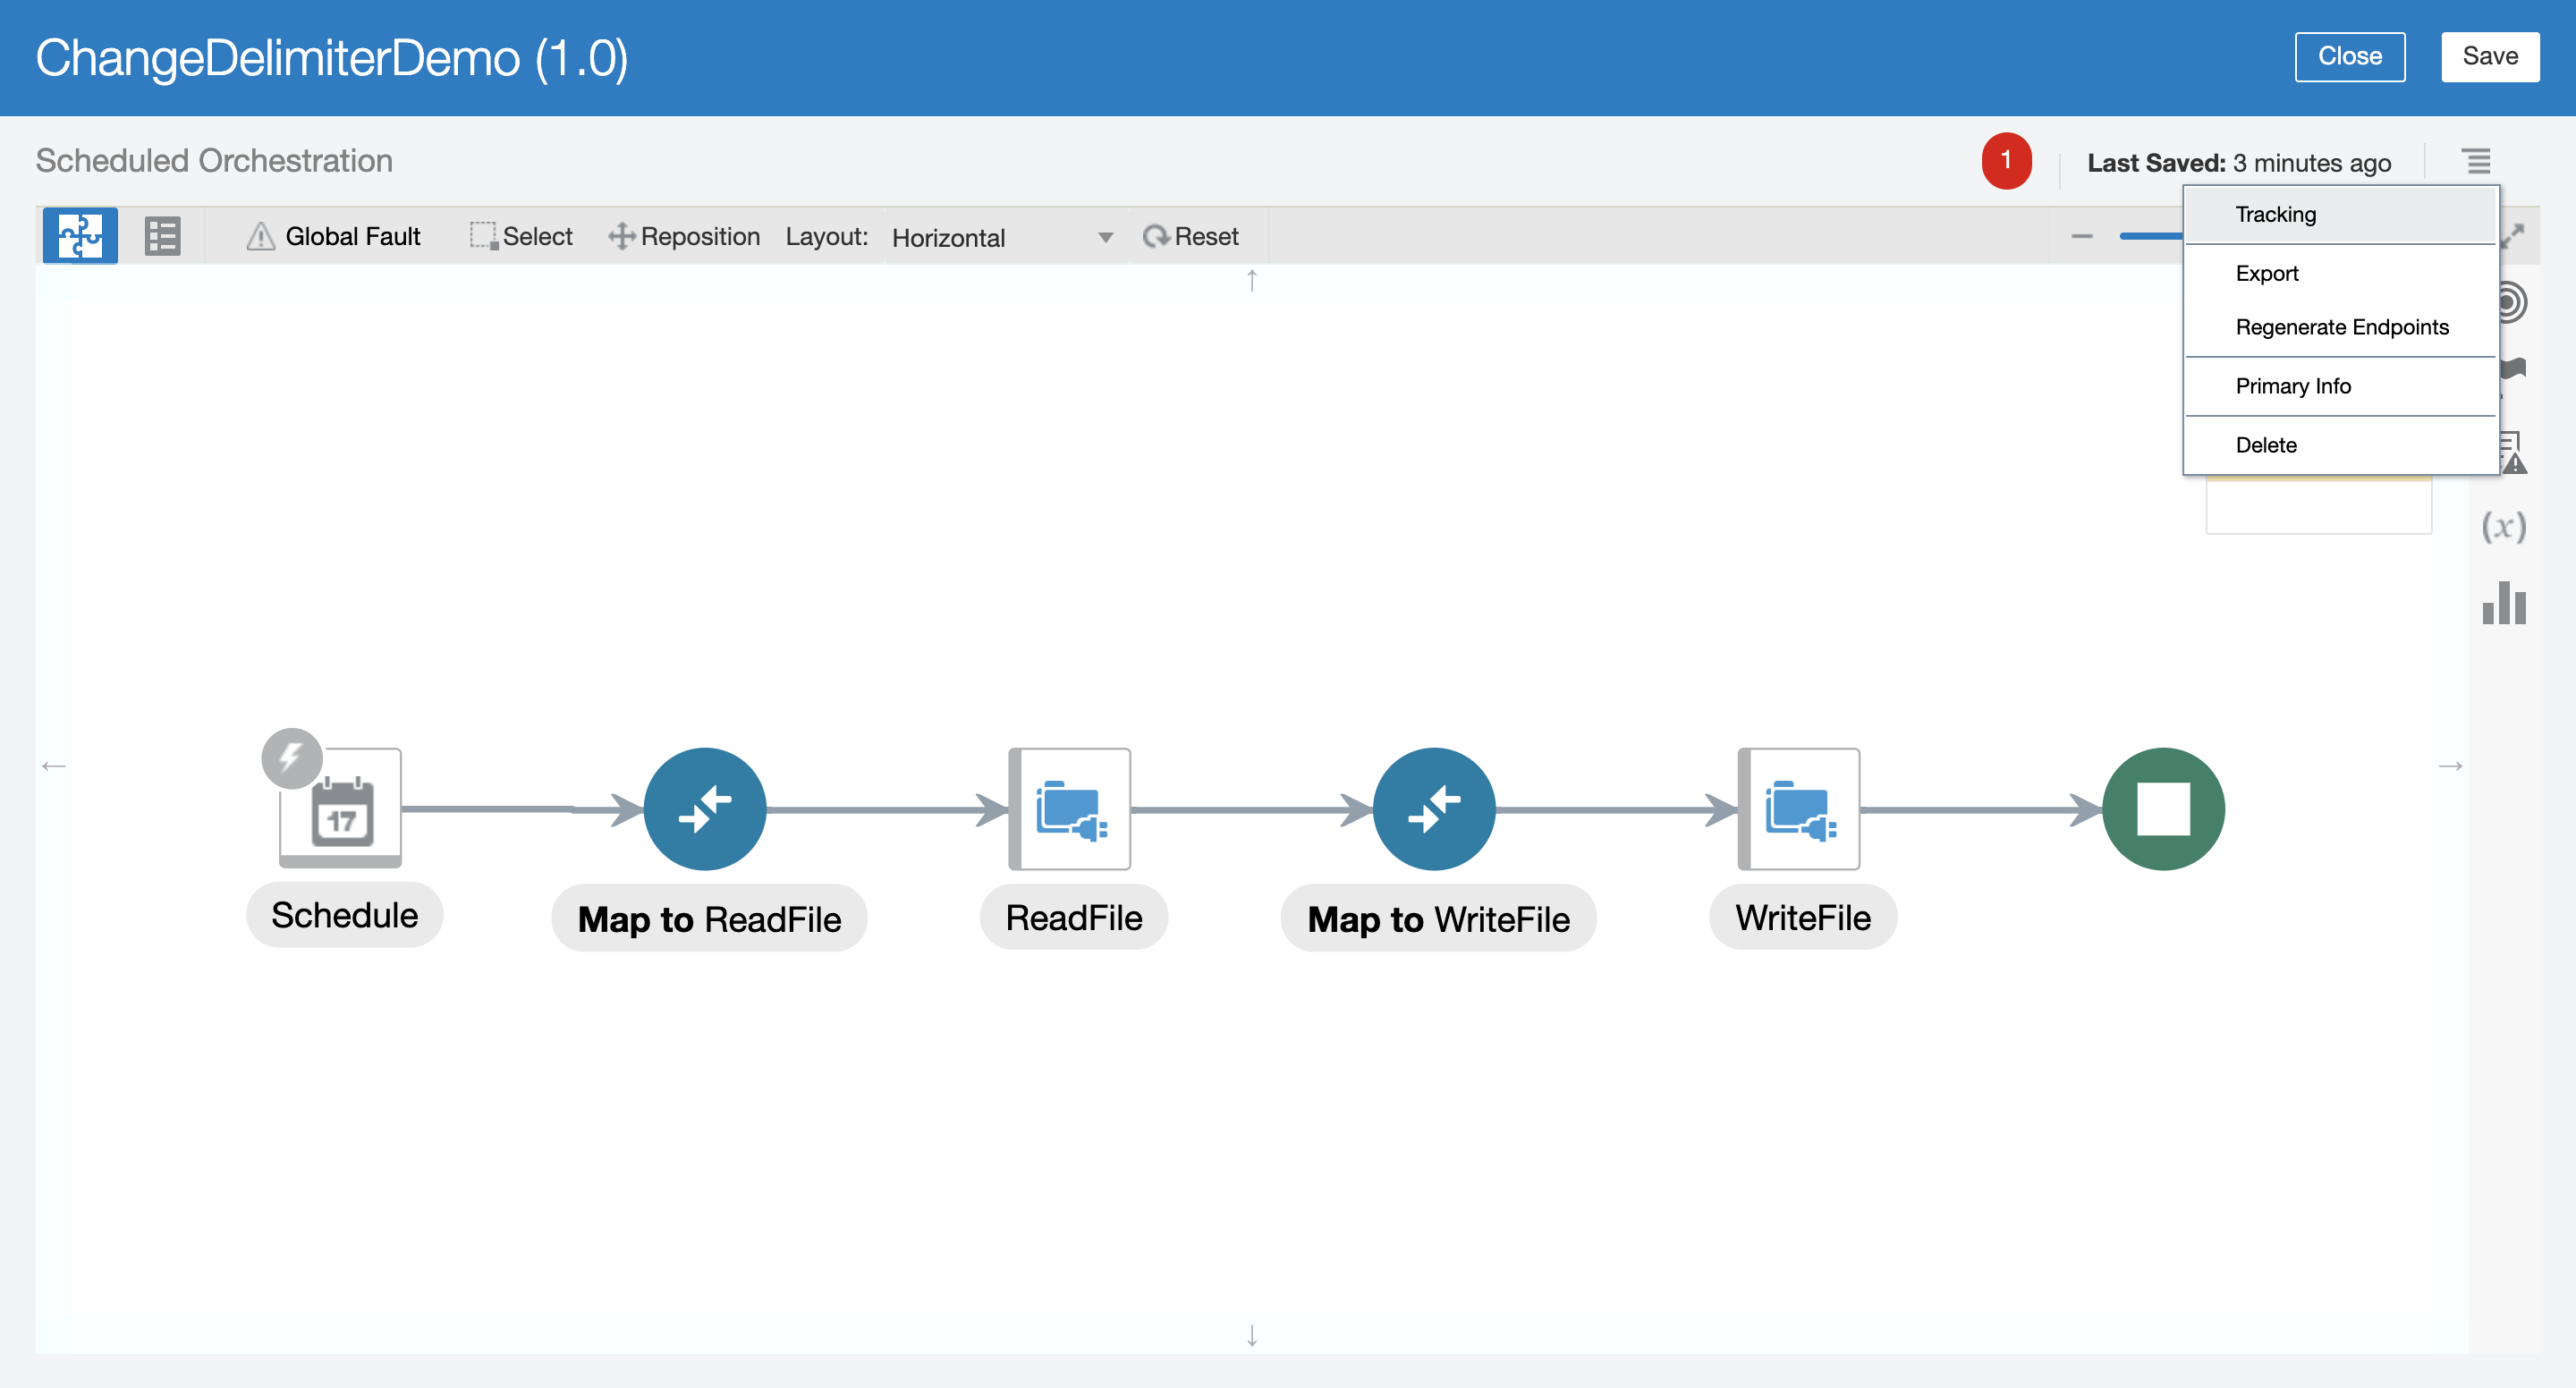 ChangeDelimiterDemo (1.0)
Close
Save
Scheduled Orchestration
1
Last Saved: 3 minutes ago
Global Fault
Select
Reposition
Layout:
Horizontal
Reset
Tracking
Export
Regenerate Endpoints
Primary Info
Delete
(x)
17
Schedule
Map to ReadFile
ReadFile
Map to WriteFile
WriteFile